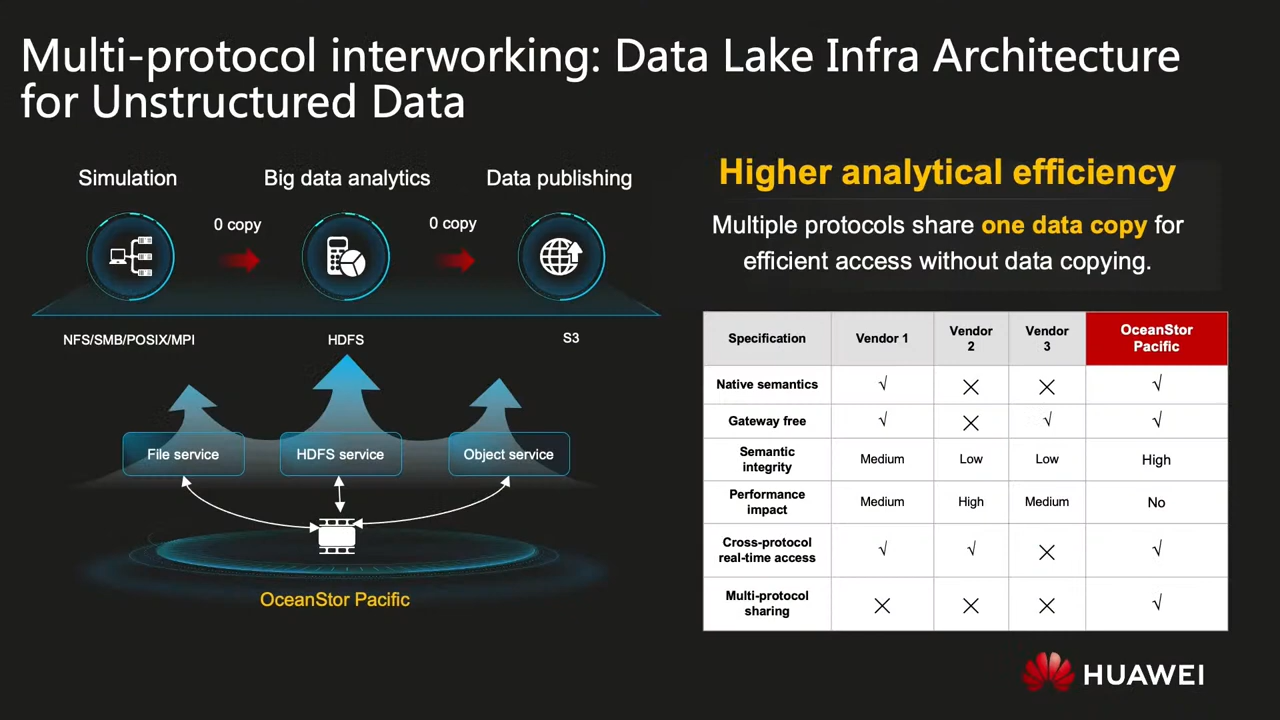 Multi-protocol interworking: Data Lake Infra Architecture
for Unstructured Data
Simulation
Big data analytics
Data publishing
0 copy
0 copy
NFS/SMB/POSIX/MPI
HDFS
S3
File service
HDFS service
Object service
OceanStor Pacific
Higher analytical efficiency
Multiple protocols share one data copy for
efficient access without data copying.
Specification
Vendor 1
Vendor
2
Vendor
3
OceanStor
Pacific
Native semantics
√
×
×
√
Gateway free
√
×
√
√
Semantic
integrity
Medium
Low
Low
High
Performance
impact
Medium
High
Medium
No
Cross-protocol
real-time access
√
√
×
√
Multi-protocol
sharing
×
×
×
√
HUAWEI